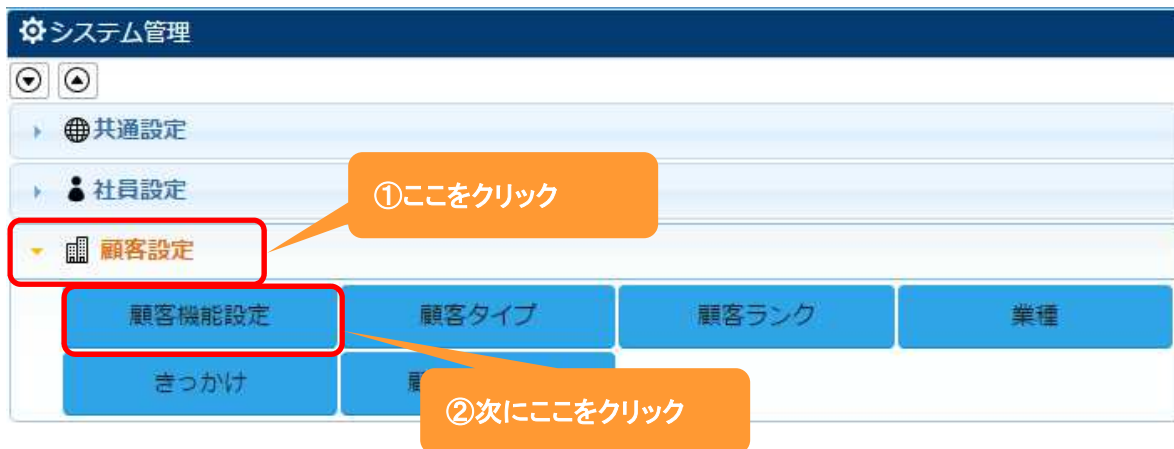 システム管理
共通設定
社員設定
①ここをクリック
顧客設定
顧客機能設定 顧客タイプ 顧客ランク 業種
きっかけ
②次にここをクリック